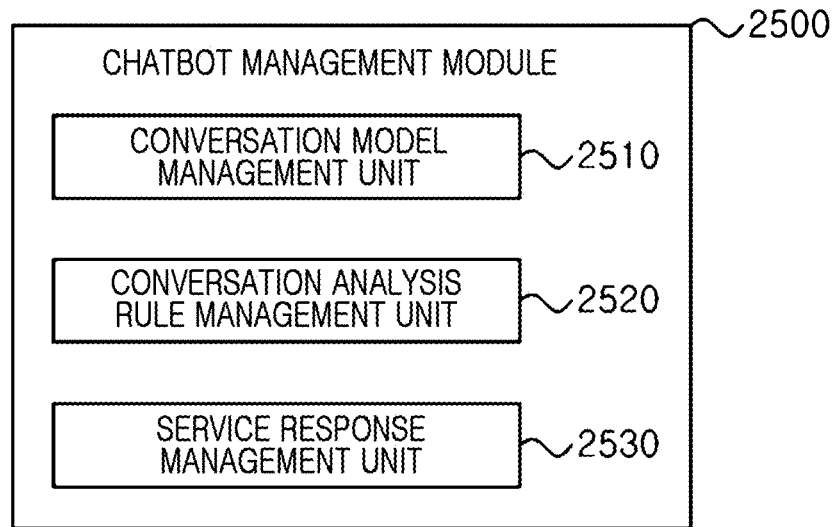 2500
CHATBOT MANAGEMENT MODULE
CONVERSATION MODEL
MANAGEMENT UNIT
2510
CONVERSATION ANALYSIS
RULE MANAGEMENT UNIT
2520
SERVICE RESPONSE
MANAGEMENT UNIT
2530